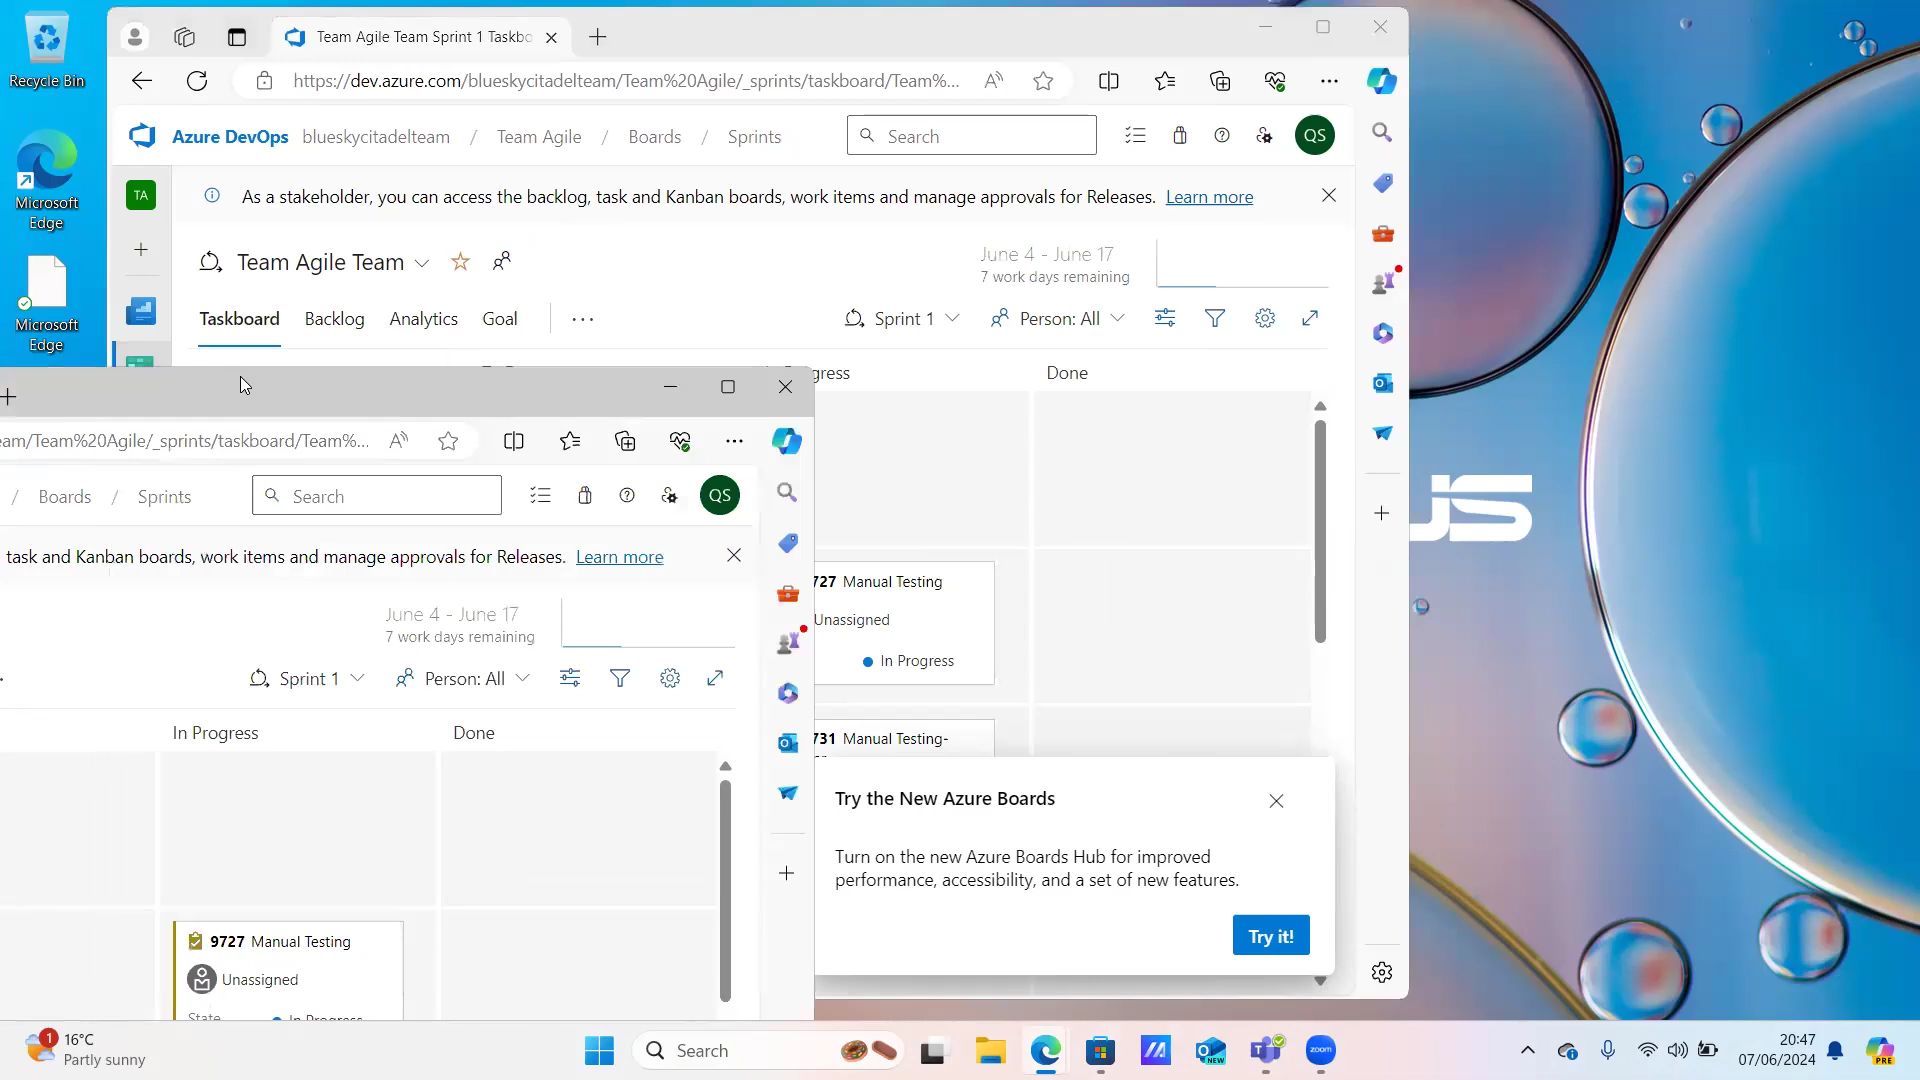 Recycle Bin
Microsoft Edge
Microsoft Edge
Team Agile Team Sprint 1 Taskbo
https://dev.azure.com/blueskycitadelteam/Team%20Agile/_sprints/taskboard/Team%...
Azure DevOps blueskycitadelteam / Team Agile / Boards / Sprints
Search
QS
TA
As a stakeholder, you can access the backlog, task and Kanban boards, work items and manage approvals for Releases. Learn more
Team Agile Team
June 4 - June 17
7 work days remaining
Taskboard Backlog Analytics Goal
Sprint 1 Person: All
gress
Done
727 Manual Testing
Unassigned
In Progress
731 Manual Testing-
Try the New Azure Boards
Turn on the new Azure Boards Hub for improved
performance, accessibility, and a set of new features.
Try it!
eam/Team%20Agile/_sprints/taskboard/Team%...
/ Boards / Sprints
Search
QS
task and Kanban boards, work items and manage approvals for Releases. Learn more
June 4 - June 17
7 work days remaining
Sprint 1 Person: All
In Progress Done
9727 Manual Testing
Unassigned
State In Progress
1
16°C
Partly sunny
Search
NEW
zoom
20:47
07/06/2024
PRE